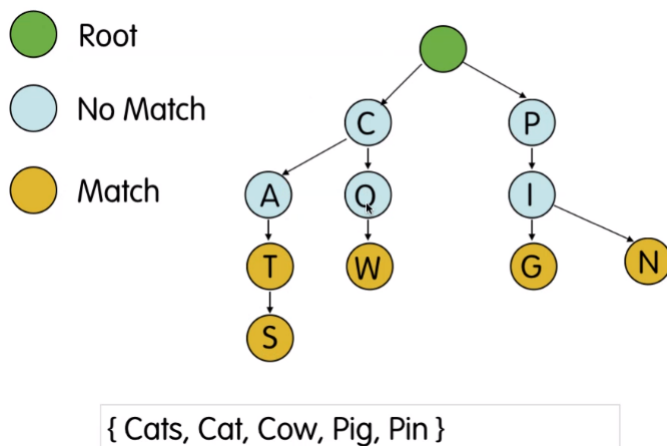 Root
No Match
Match
C
P
A
O
I
T
W
G
N
S
{ Cats, Cat, Cow, Pig, Pin }